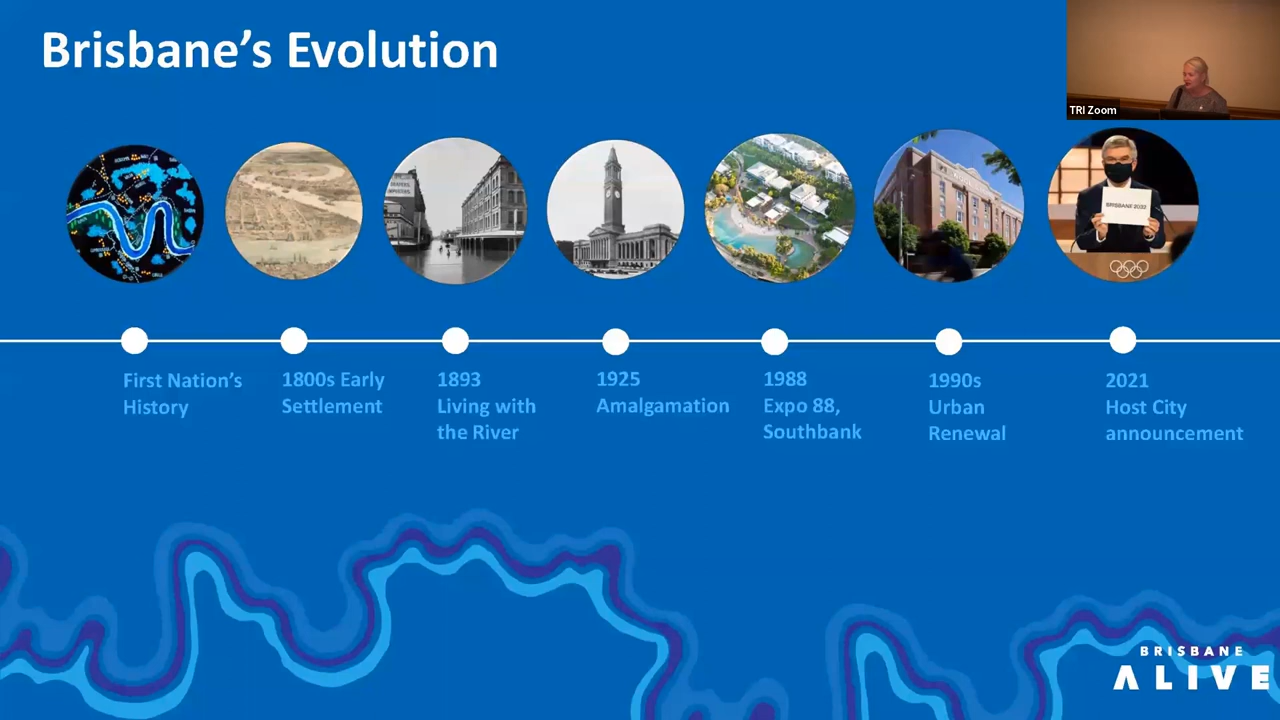 Brisbane's Evolution
TRI Zoom
BRISBANE 2032
First Nation's
History
1800s Early
Settlement
1893
Living with
the River
1925
Amalgamation
1988
Expo 88,
Southbank
1990s
Urban
Renewal
2021
Host City
announcement
BRISBANE
ALIVE